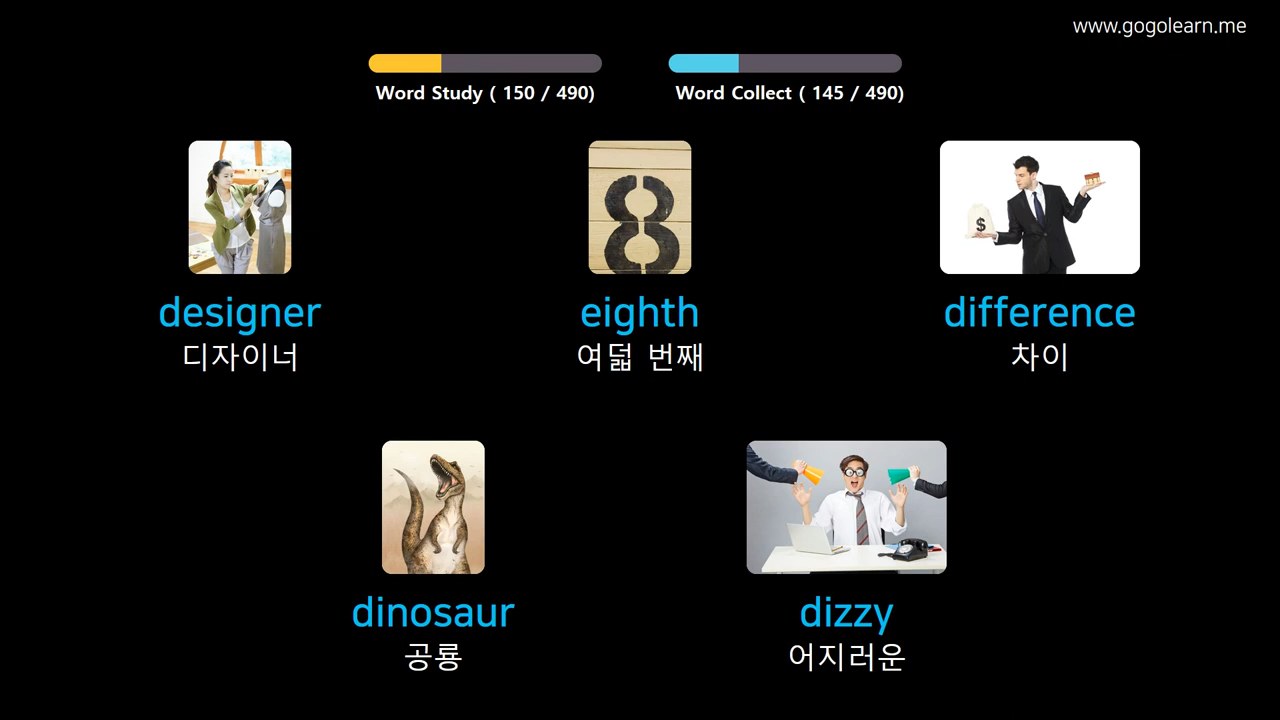 www.gogolearn.me
Word Study ( 150 / 490)
Word Collect ( 145 / 490)
8
$
designer
eighth
difference
디자이너
여덟 번째
차이
dinosaur
dizzy
공룡
어지러운